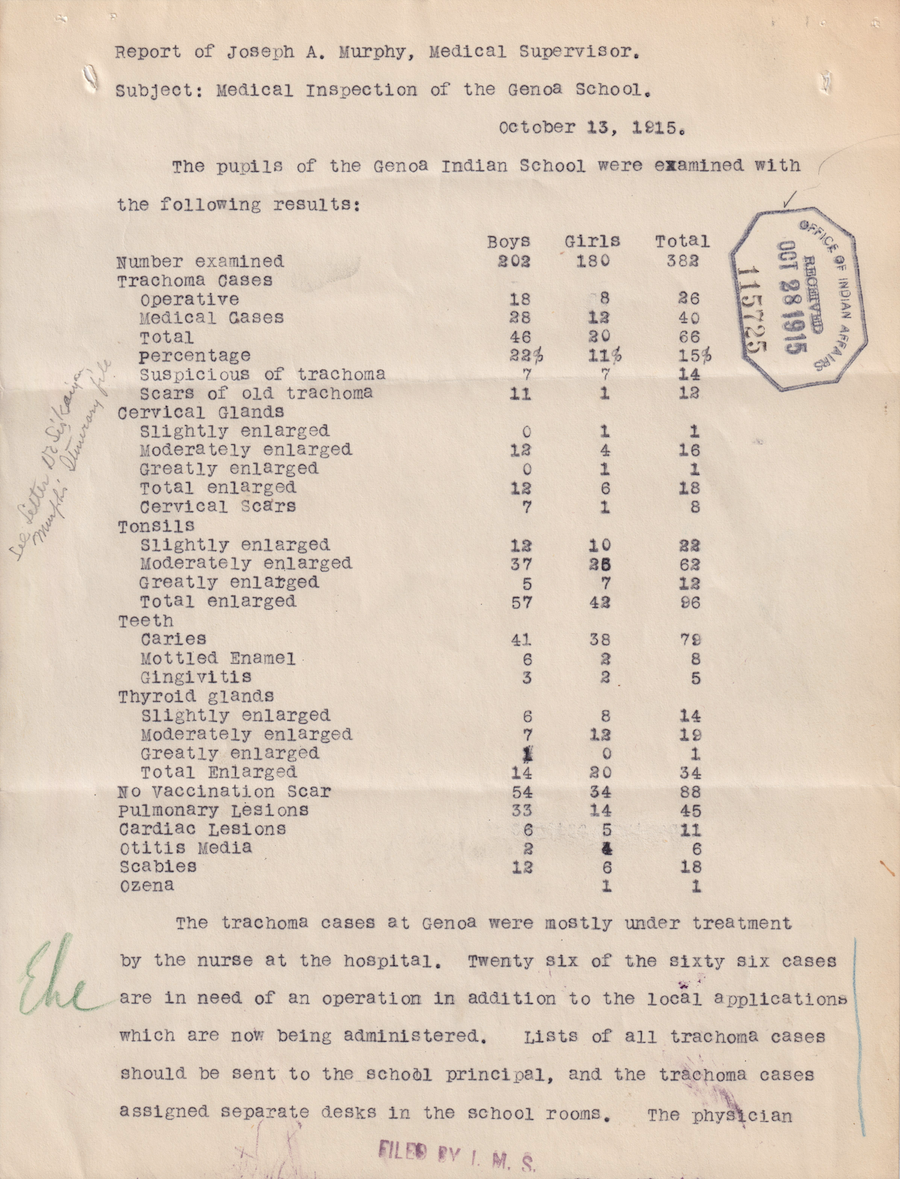 Report of Joseph A. Murphy, Medical Supervisor.
Subject: Medical Inspection of the Genoa School.
October 13, 1915.
The pupils of the Genoa Indian School were examined with
the following results:
Boys Girls Total
Number examined 202 180 382
Trachoma Cases
Operative 18 8 26
Medical Cases 28 12 40
Total 46 20 66
Percentage 22% 11% 15%
Suspicious of trachoma 7 7 14
Scars of old trachoma 11 1 12
Cervical Glands
Slightly enlarged 0 1 1
Moderately enlarged 12 4 16
Greatly enlarged 0 1 1
Total enlarged 12 6 18
Cervical Scars 7 1 8
Tonsils
Slightly enlarged 12 10 22
Moderately enlarged 37 25 62
Greatly enlarged 5 7 12
Total enlarged 57 42 96
Teeth
Caries 41 38 79
Mottled Enamel 6 2 8
Gingivitis 3 2 5
Thyroid glands
Slightly enlarged 6 8 14
Moderately enlarged 7 12 19
Greatly enlarged 1 0 1
Total Enlarged 14 20 34
No Vaccination Scar 54 34 88
Pulmonary Lesions 33 14 45
Cardiac Lesions 6 5 11
Otitis Media 2 4 6
Scabies 12 6 18
Ozena 1 1
OFFICE OF INDIAN AFFAIRS
RECEIVED
OCT 28 1915
115725
See Letter
Murphy Itinerary file
The trachoma cases at Genoa were mostly under treatment
by the nurse at the hospital. Twenty six of the sixty six cases
are in need of an operation in addition to the local applications
which are now being administered. Lists of all trachoma cases
should be sent to the school principal, and the trachoma cases
assigned separate desks in the school rooms. The physician
FILED BY I. M. S.